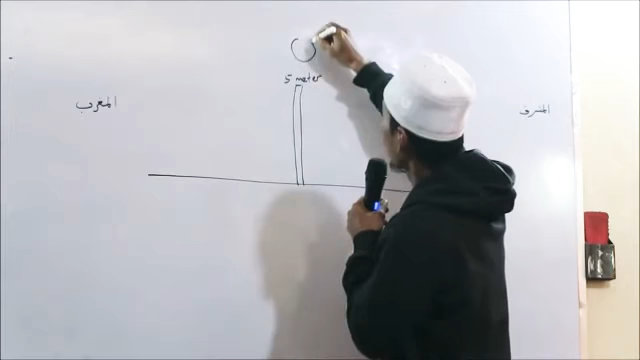 5 meter
المغرب
المشرق